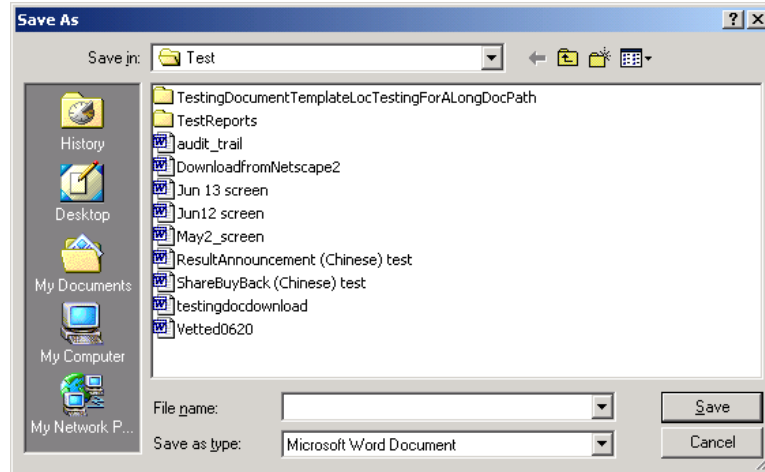 Save As
Save in: Test
History
Desktop
My Documents
My Computer
My Network P...
TestingDocumentTemplateLocTestingForALongDocPath
TestReports
audit_trail
DownloadfromNetscape2
Jun 13 screen
Jun12 screen
May2_screen
ResultAnnouncement (Chinese) test
ShareBuyBack (Chinese) test
testingdocdownload
Vetted0620
File name:
Save
Save as type: Microsoft Word Document
Cancel